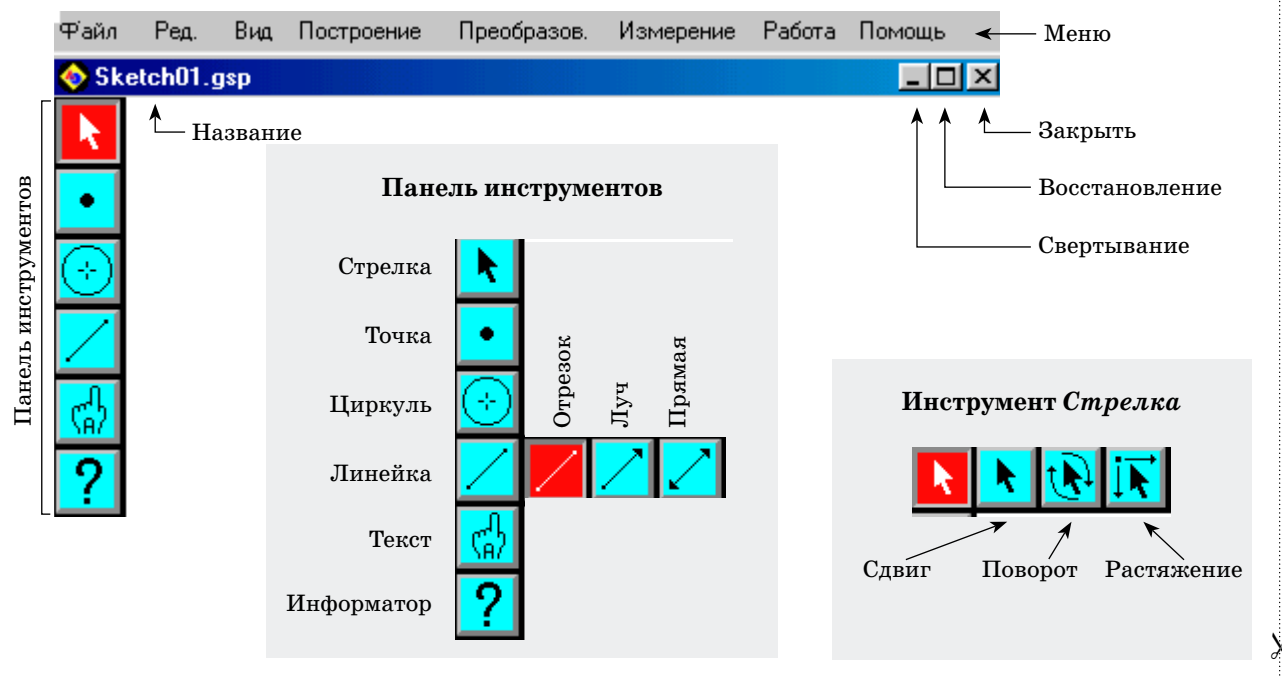 Файл Ред. Вид Построение Преобразов. Измерение Работа Помощь Меню
Sketch01.gsp
Название
Закрыть
Восстановление
Свертывание
Панель инструментов
Панель инструментов
Стрелка
Точка
Циркуль
Линейка
Текст
Информатор
Отрезок
Луч
Прямая
Инструмент Стрелка
Сдвиг Поворот Растяжение